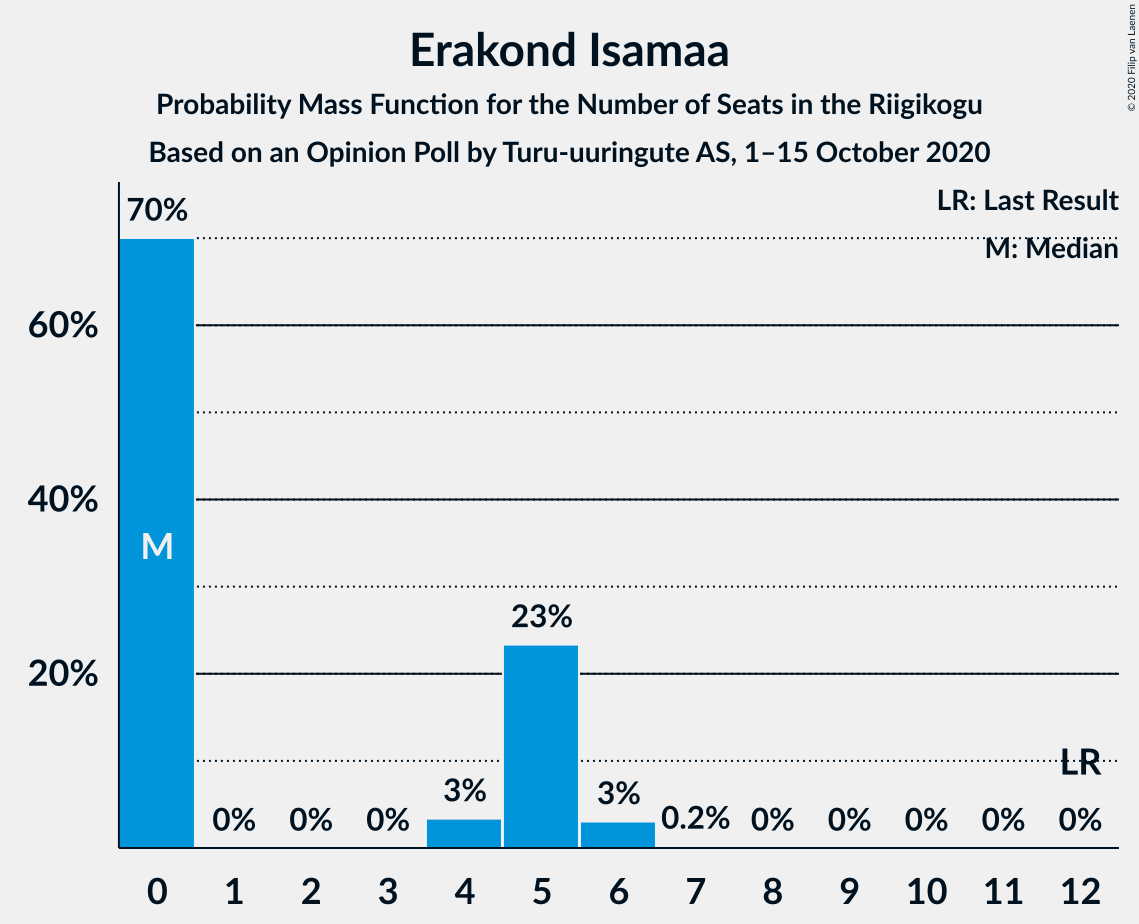 Erakond Isamaa
Probability Mass Function for the Number of Seats in the Riigikogu
Based on an Opinion Poll by Turu-uuringute AS, 1–15 October 2020
© 2020 Filip van Laenen
LR: Last Result
M: Median
60%
40%
20%
70%
0%
0%
0%
3%
23%
3%
0.2%
0%
0%
0%
0%
0%
M
LR
0 1 2 3 4 5 6 7 8 9 10 11 12